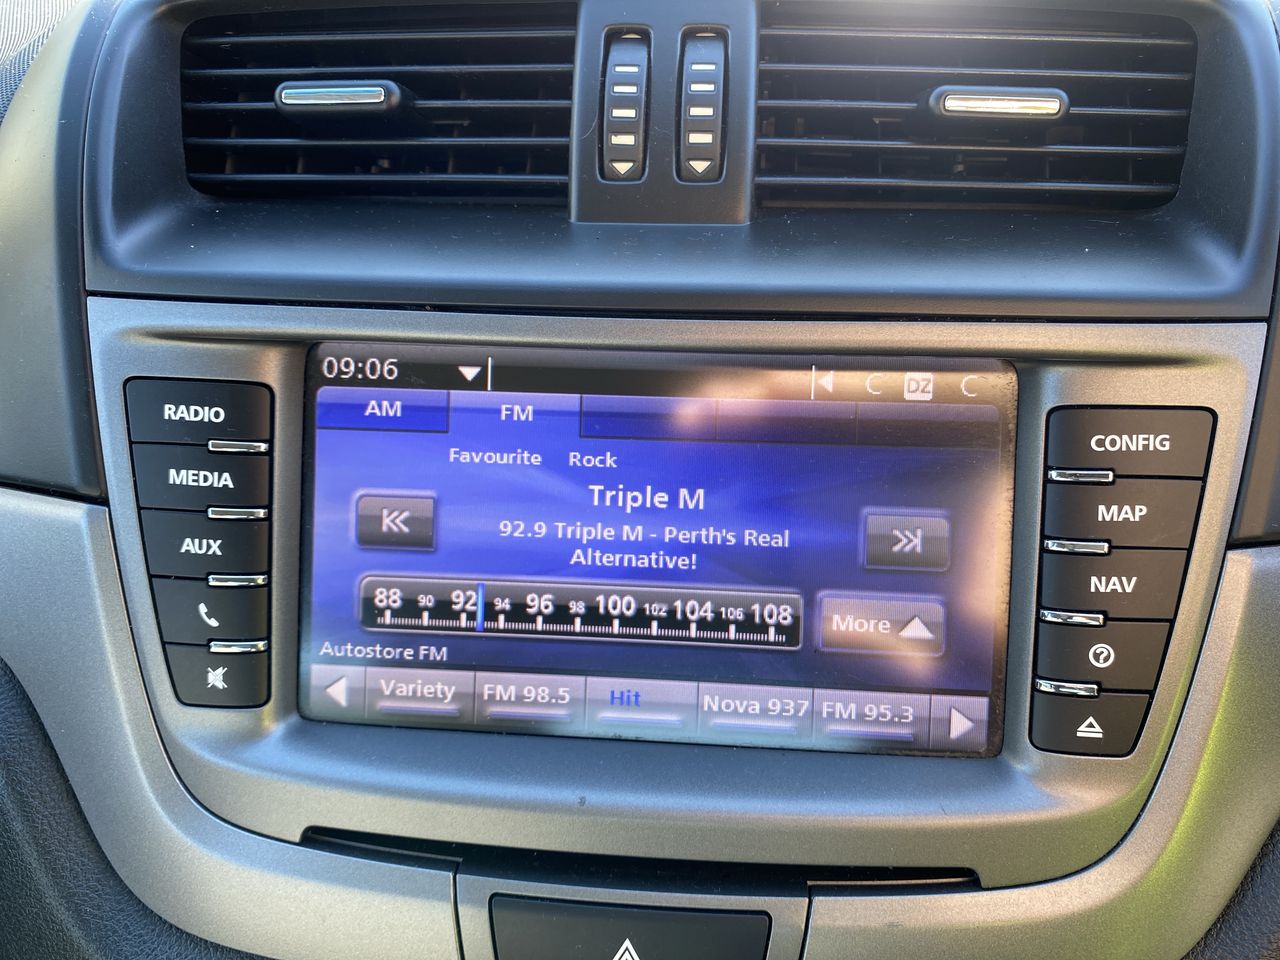 09:06
C DZ C
AM FM
Favourite Rock
Triple M
92.9 Triple M - Perth's Real
Alternative!
88 90 92 94 96 98 100 102 104 106 108
More
Autostore FM
Variety FM 98.5 Hit Nova 937 FM 95.3
RADIO
MEDIA
AUX
CONFIG
MAP
NAV
?